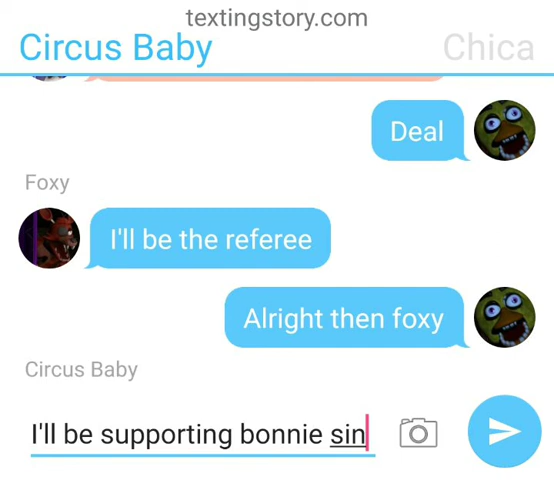 textingstory.com
Circus Baby Chica
Deal
Foxy
I'll be the referee
Alright then foxy
Circus Baby
I'll be supporting bonnie sin